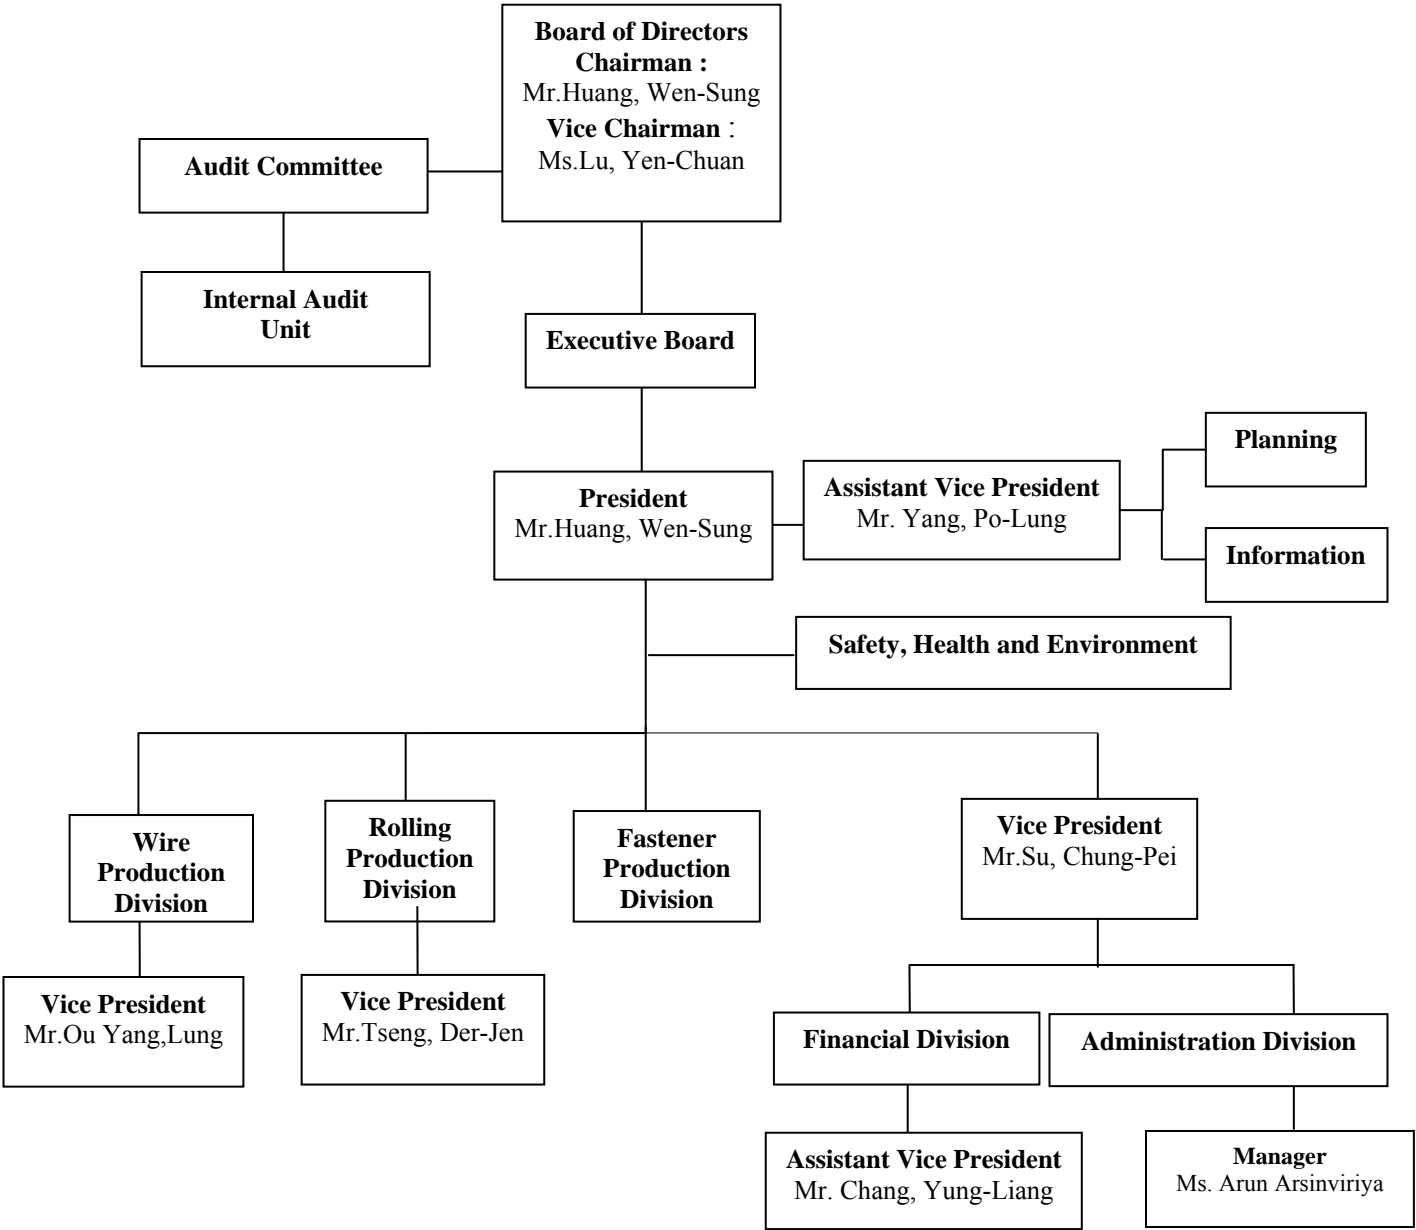 Board of Directors
Chairman :
Mr.Huang, Wen-Sung
Vice Chairman :
Ms.Lu, Yen-Chuan
Audit Committee
Internal Audit
Unit
Executive Board
President
Mr.Huang, Wen-Sung
Assistant Vice President
Mr. Yang, Po-Lung
Planning
Information
Safety, Health and Environment
Wire
Production
Division
Rolling
Production
Division
Fastener
Production
Division
Vice President
Mr.Su, Chung-Pei
Vice President
Mr.Ou Yang,Lung
Vice President
Mr.Tseng, Der-Jen
Financial Division
Administration Division
Assistant Vice President
Mr. Chang, Yung-Liang
Manager
Ms. Arun Arsinviriya